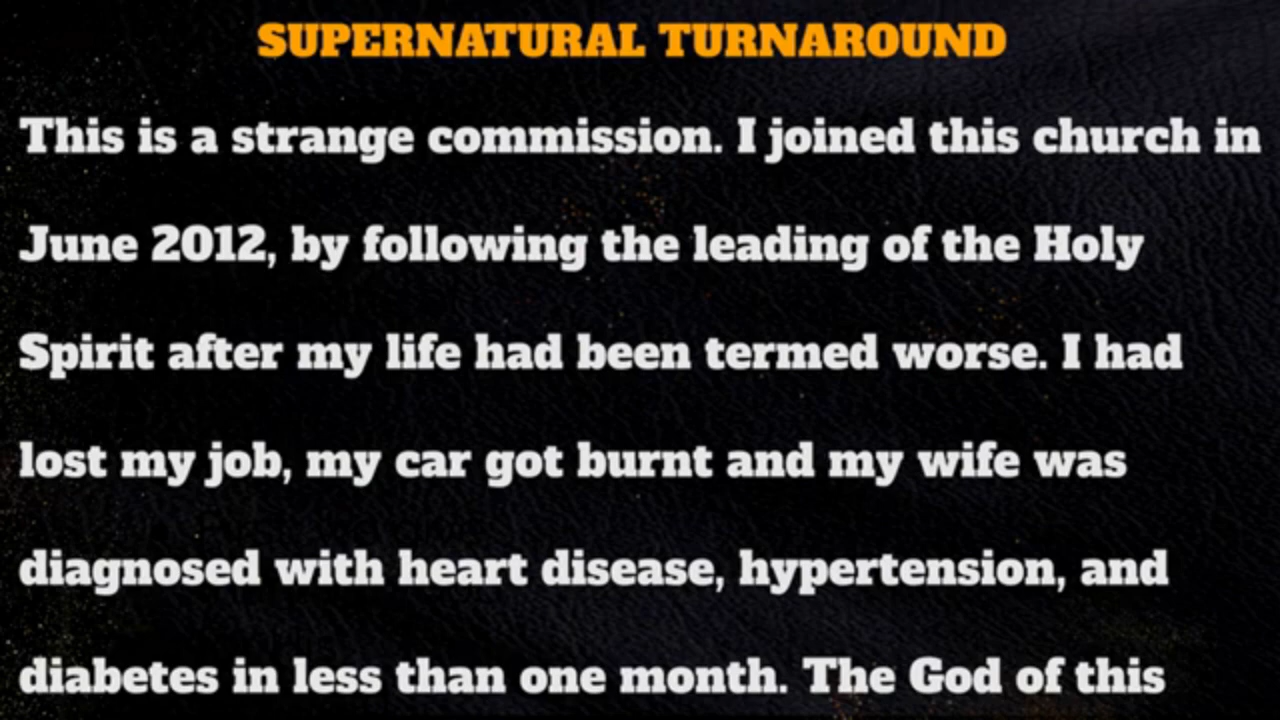 SUPERNATURAL TURNAROUND
This is a strange commission. I joined this church in
June 2012, by following the leading of the Holy
Spirit after my life had been termed worse. I had
lost my job, my car got burnt and my wife was
diagnosed with heart disease, hypertension, and
diabetes in less than one month. The God of this